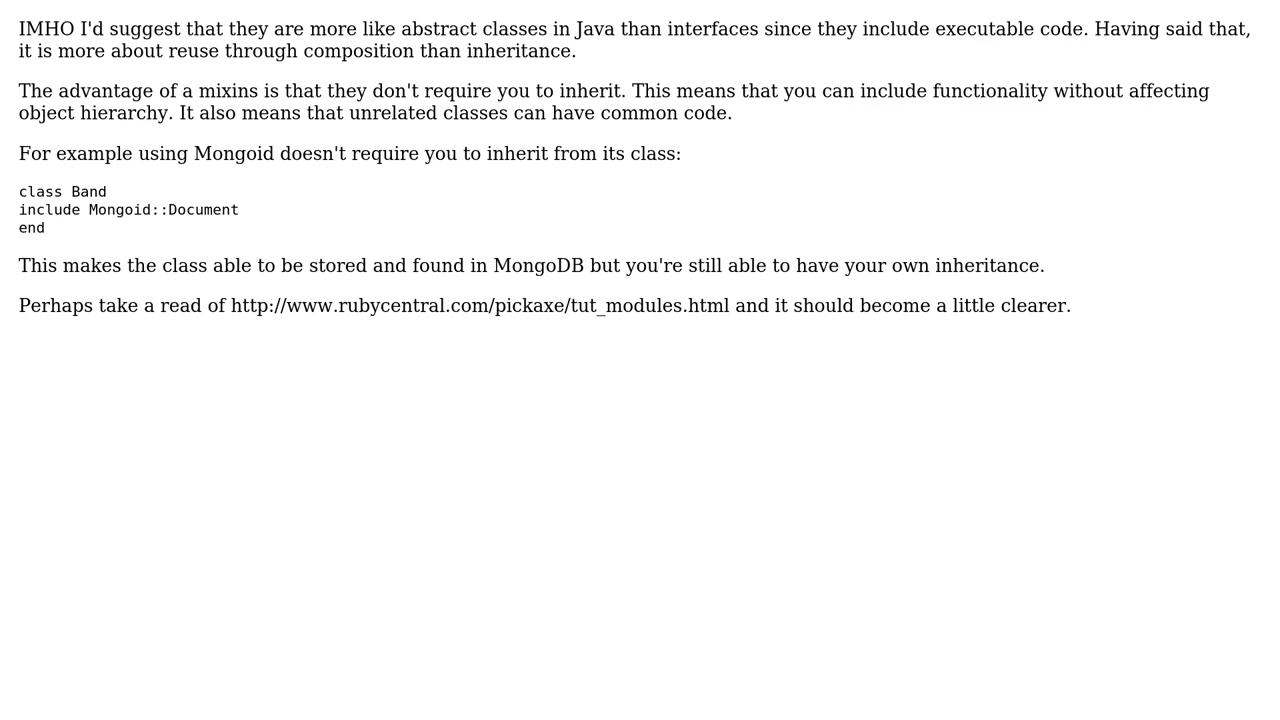 IMHO I'd suggest that they are more like abstract classes in Java than interfaces since they include executable code. Having said that,
it is more about reuse through composition than inheritance.
The advantage of a mixins is that they don't require you to inherit. This means that you can include functionality without affecting
object hierarchy. It also means that unrelated classes can have common code.
For example using Mongoid doesn't require you to inherit from its class:
class Band
include Mongoid::Document
end
This makes the class able to be stored and found in MongoDB but you're still able to have your own inheritance.
Perhaps take a read of http://www.rubycentral.com/pickaxe/tut_modules.html and it should become a little clearer.